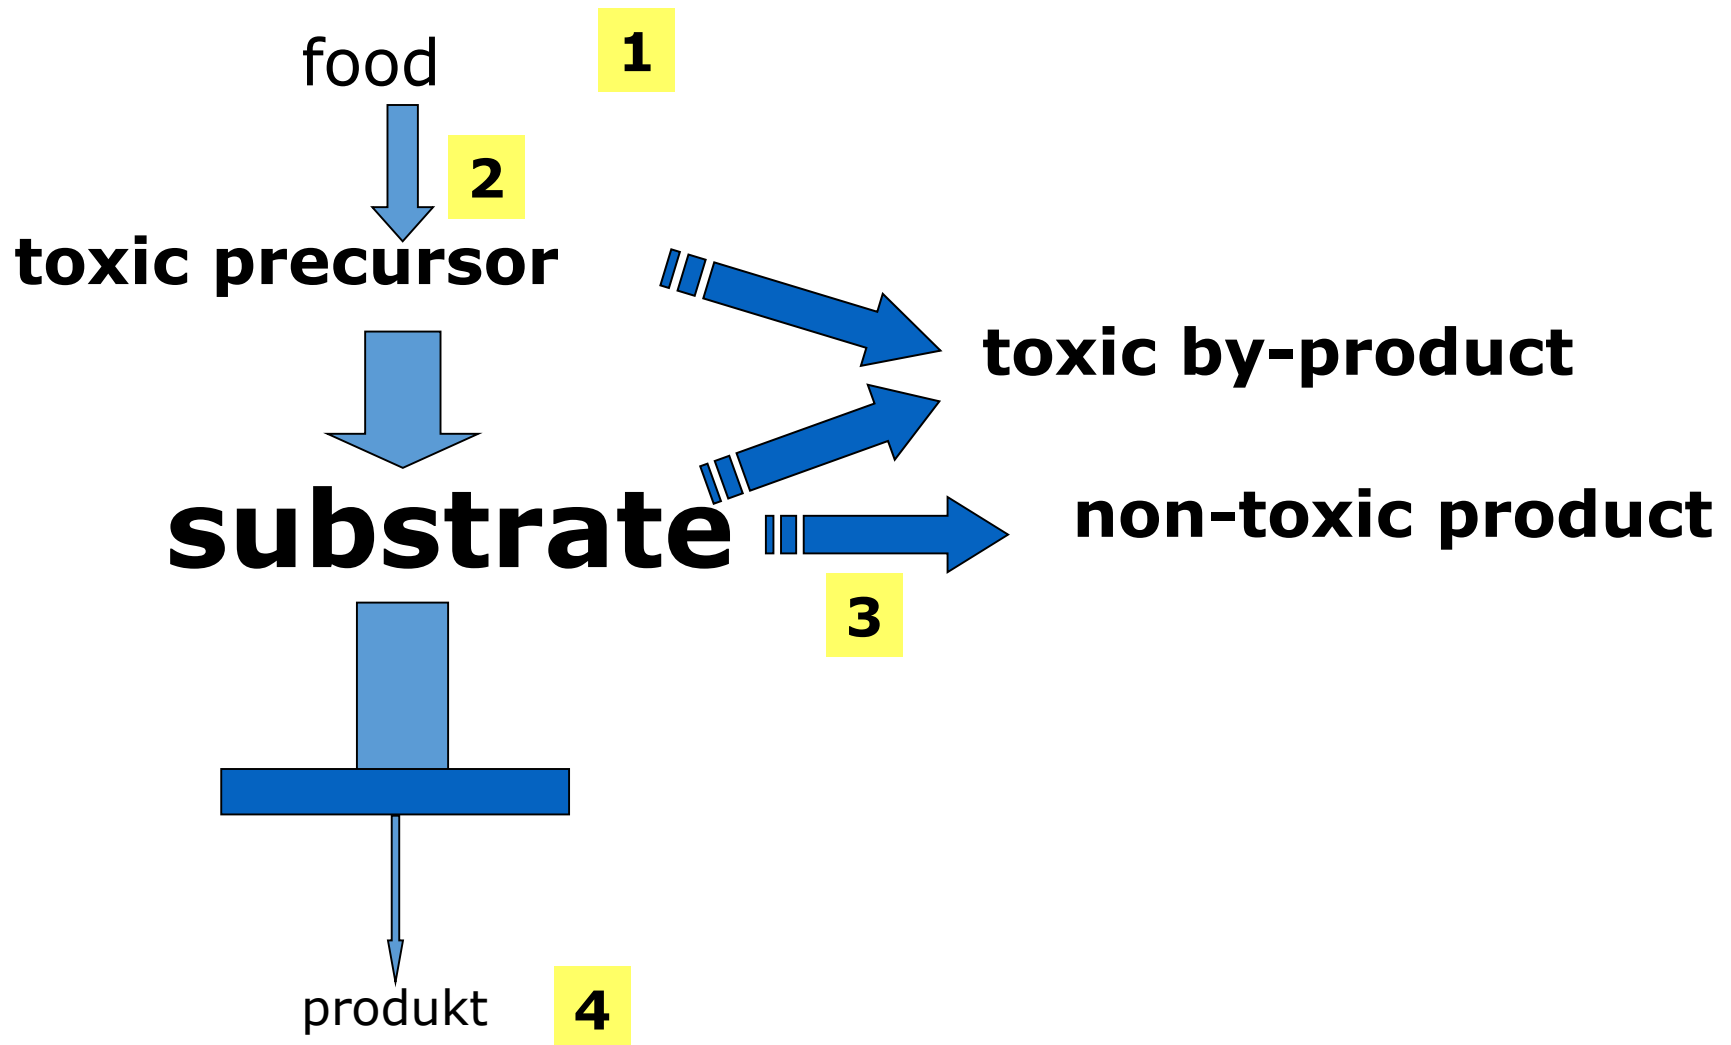 food
1
2
toxic precursor
toxic by-product
substrate
non-toxic product
3
produkt
4